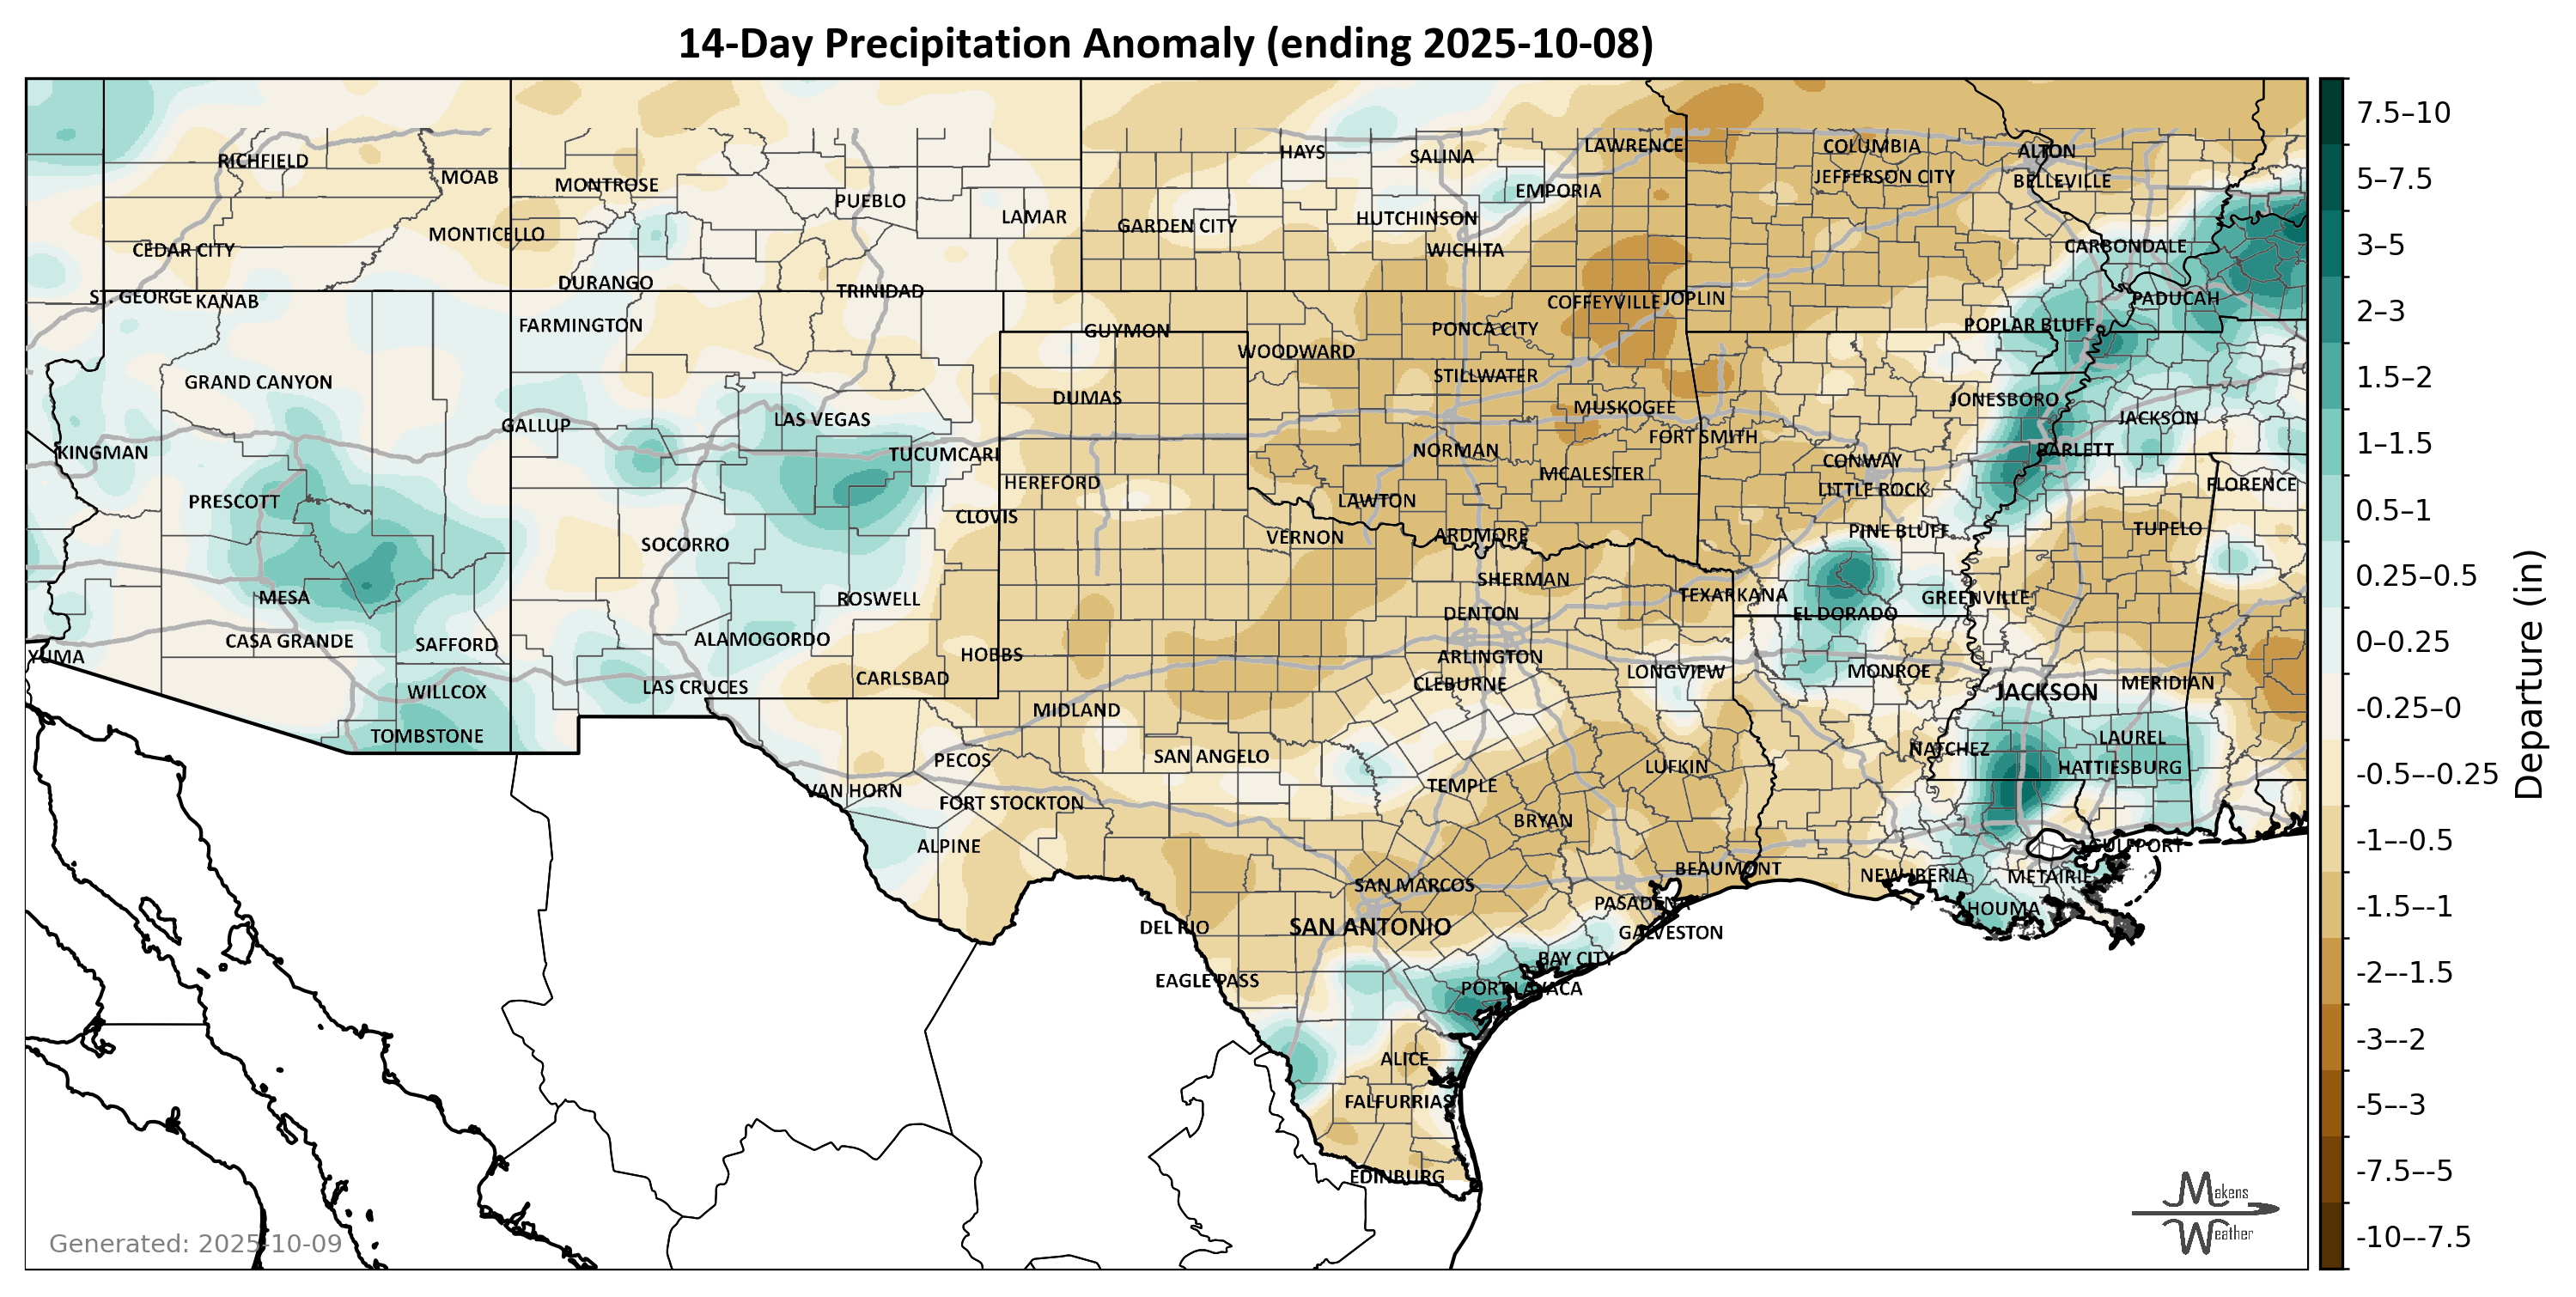 14-Day Precipitation Anomaly (ending 2025-10-08)
RICHFIELD
MOAB
MONTROSE
PUEBLO
LAMAR
HAYS
SALINA
LAWRENCE
COLUMBIA
ALTON
JEFFERSON CITY
BELLEVILLE
EMPORIA
GARDEN CITY
HUTCHINSON
WICHITA
CEDAR CITY
MONTICELLO
CARBONDALE
DURANGO
TRINIDAD
ST. GEORGE
KANAB
COFFEYVILLE
JOPLIN
PADUCAH
FARMINGTON
GUYMON
PONCA CITY
POPLAR BLUFF
WOODWARD
STILLWATER
GRAND CANYON
DUMAS
MUSKOGEE
JONESBORO
GALLUP
LAS VEGAS
JACKSON
KINGMAN
TUCUMCARI
NORMAN
FORT SMITH
BARLETT
CONWAY
PRESCOTT
HEREFORD
MCALESTER
LITTLE ROCK
FLORENCE
LAWTON
CLOVIS
SOCORRO
VERNON
ARDMORE
PINE BLUFF
TUPELO
MESA
ROSWELL
SHERMAN
TEXARKANA
GREENVILLE
CASA GRANDE
SAFFORD
ALAMOGORDO
DENTON
EL DORADO
YUMA
HOBBS
ARLINGTON
LONGVIEW
MONROE
WILLCOX
LAS CRUCES
CARLSBAD
CLEBURNE
JACKSON
MERIDIAN
TOMBSTONE
MIDLAND
NATCHEZ
LAUREL
PECOS
SAN ANGELO
LUFKIN
HATTIESBURG
VAN HORN
FORT STOCKTON
TEMPLE
BRYAN
ALPINE
BEAUMONT
GULFPORT
SAN MARCOS
NEW IBERIA
METAIRIE
DEL RIO
SAN ANTONIO
PASADENA
HOUMA
GALVESTON
EAGLE PASS
BAY CITY
PORT LAVACA
ALICE
FALFURRIAS
EDINBURG
7.5–10
5–7.5
3–5
2–3
1.5–2
1–1.5
0.5–1
0.25–0.5
0–0.25
-0.25–0
-0.5–-0.25
-1–-0.5
-1.5–-1
-2–-1.5
-3–-2
-5–-3
-7.5–-5
-10–-7.5
Departure (in)
Makens
Weather
Generated: 2025-10-09